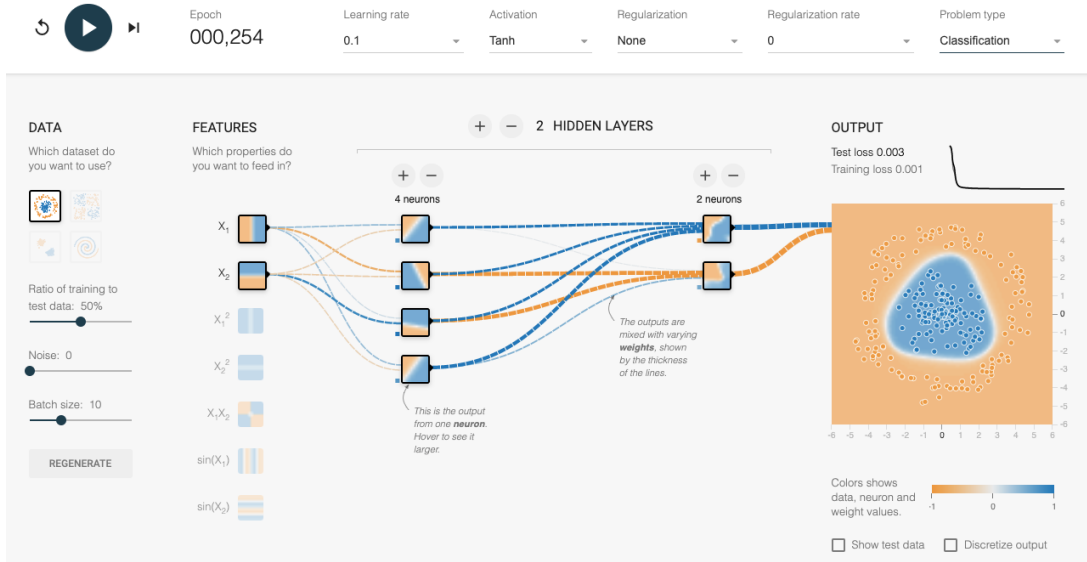 Epoch
000,254
Learning rate
0.1
Activation
Tanh
Regularization
None
Regularization rate
0
Problem type
Classification
DATA
Which dataset do
you want to use?
Ratio of training to
test data: 50%
Noise: 0
Batch size: 10
REGENERATE
FEATURES
Which properties do
you want to feed in?
X₁
X₂
X₁²
X₂²
X₁X₂
sin(X₁)
sin(X₂)
2 HIDDEN LAYERS
4 neurons
2 neurons
This is the output
from one neuron.
Hover to see it
larger.
The outputs are
mixed with varying
weights, shown
by the thickness
of the lines.
OUTPUT
Test loss 0.003
Training loss 0.001
6
5
4
3
2
1
0
-1
-2
-3
-4
-5
-6
-6 -5 -4 -3 -2 -1 0 1 2 3 4 5 6
Colors shows
data, neuron and
weight values.
-1 0 1
Show test data
Discretize output